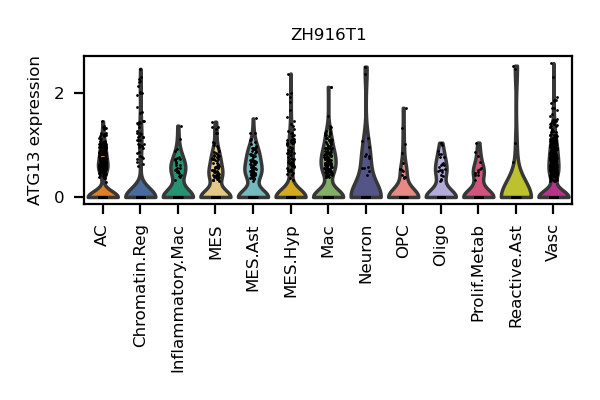 ZH916T1
ATG13 expression
2
0
AC
Chromatin.Reg
Inflammatory.Mac
MES
MES.Ast
MES.Hyp
Mac
Neuron
OPC
Oligo
Prolif.Metab
Reactive.Ast
Vasc